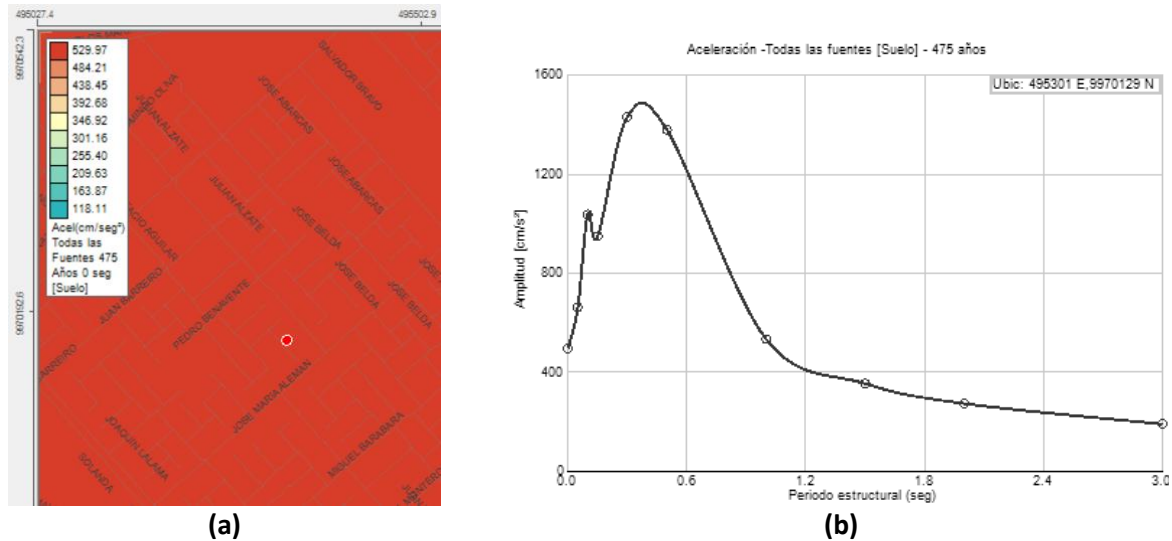 495027.4
495502.9
9970542.3
9970192.6
529.97
484.21
438.45
392.68
346.92
301.16
255.40
209.63
163.87
118.11
Acel(cm/seg²)
Todas las
Fuentes 475
Años 0 seg
[Suelo]
SALVADOR BRAVO
OLIVA
JULIAN ALZATE
JOSE ABARCAS
JOSE ABARCAS
JULIAN ALZATE
AGUILAR
JOSE BELDA
JOSE BELDA
JOSE BELDA
JUAN BARREIRO
PEDRO BENAVENTE
ARREIRO
JOSE MARIA ALEMAN
JOAQUIN LALAMA
SOLANDA
MIGUEL BARABARA
(a)
Aceleración -Todas las fuentes [Suelo] - 475 años
Ubic: 495301 E,9970129 N
Amplitud [cm/s²]
1600
1200
800
400
0
0.0
0.6
1.2
1.8
2.4
3.0
Periodo estructural (seg)
(b)